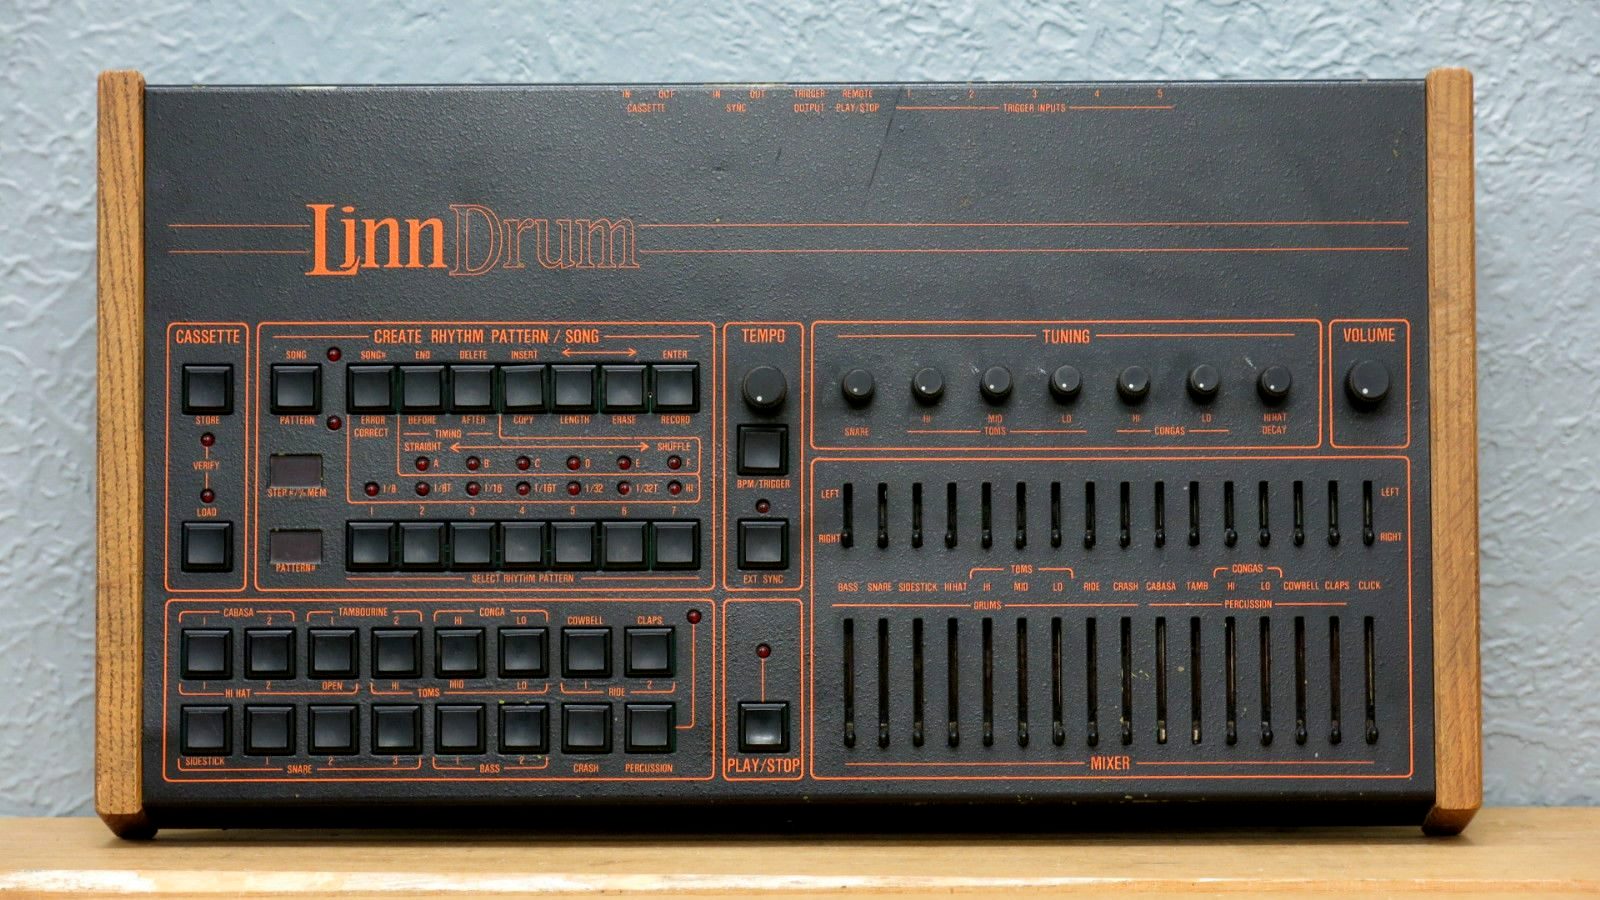 IN OUT IN OUT TRIGGER REMOTE 1 2 3 4 5
CASSETTE SYNC OUTPUT PLAY/STOP TRIGGER INPUTS
LinnDrum
CASSETTE
STORE
VERIFY
LOAD
CREATE RHYTHM PATTERN / SONG
SONG SONG# END DELETE INSERT ENTER
PATTERN ERROR BEFORE AFTER COPY LENGTH ERASE RECORD
CORRECT TIMING
STRAIGHT SHUFFLE
A B C D E F
STEP#/%MEM
1/8 1/8T 1/16 1/16T 1/32 1/32T HI
1 2 3 4 5 6 7
PATTERN#
SELECT RHYTHM PATTERN
TEMPO
BPM/TRIGGER
EXT SYNC
TUNING
HI MID LO HI LO HI HAT
SNARE TOMS CONGAS DECAY
VOLUME
CABASA TAMBOURINE CONGA
1 2 1 2 HI LO COWBELL CLAPS
1 2 OPEN HI MID LO 1 2
HI HAT TOMS RIDE
SIDESTICK 1 2 3 1 2 CRASH PERCUSSION
SNARE BASS
PLAY/STOP
LEFT LEFT
RIGHT RIGHT
TOMS CONGAS
BASS SNARE SIDESTICK HI HAT HI MID LO RIDE CRASH CABASA TAMB HI LO COWBELL CLAPS CLICK
DRUMS PERCUSSION
MIXER